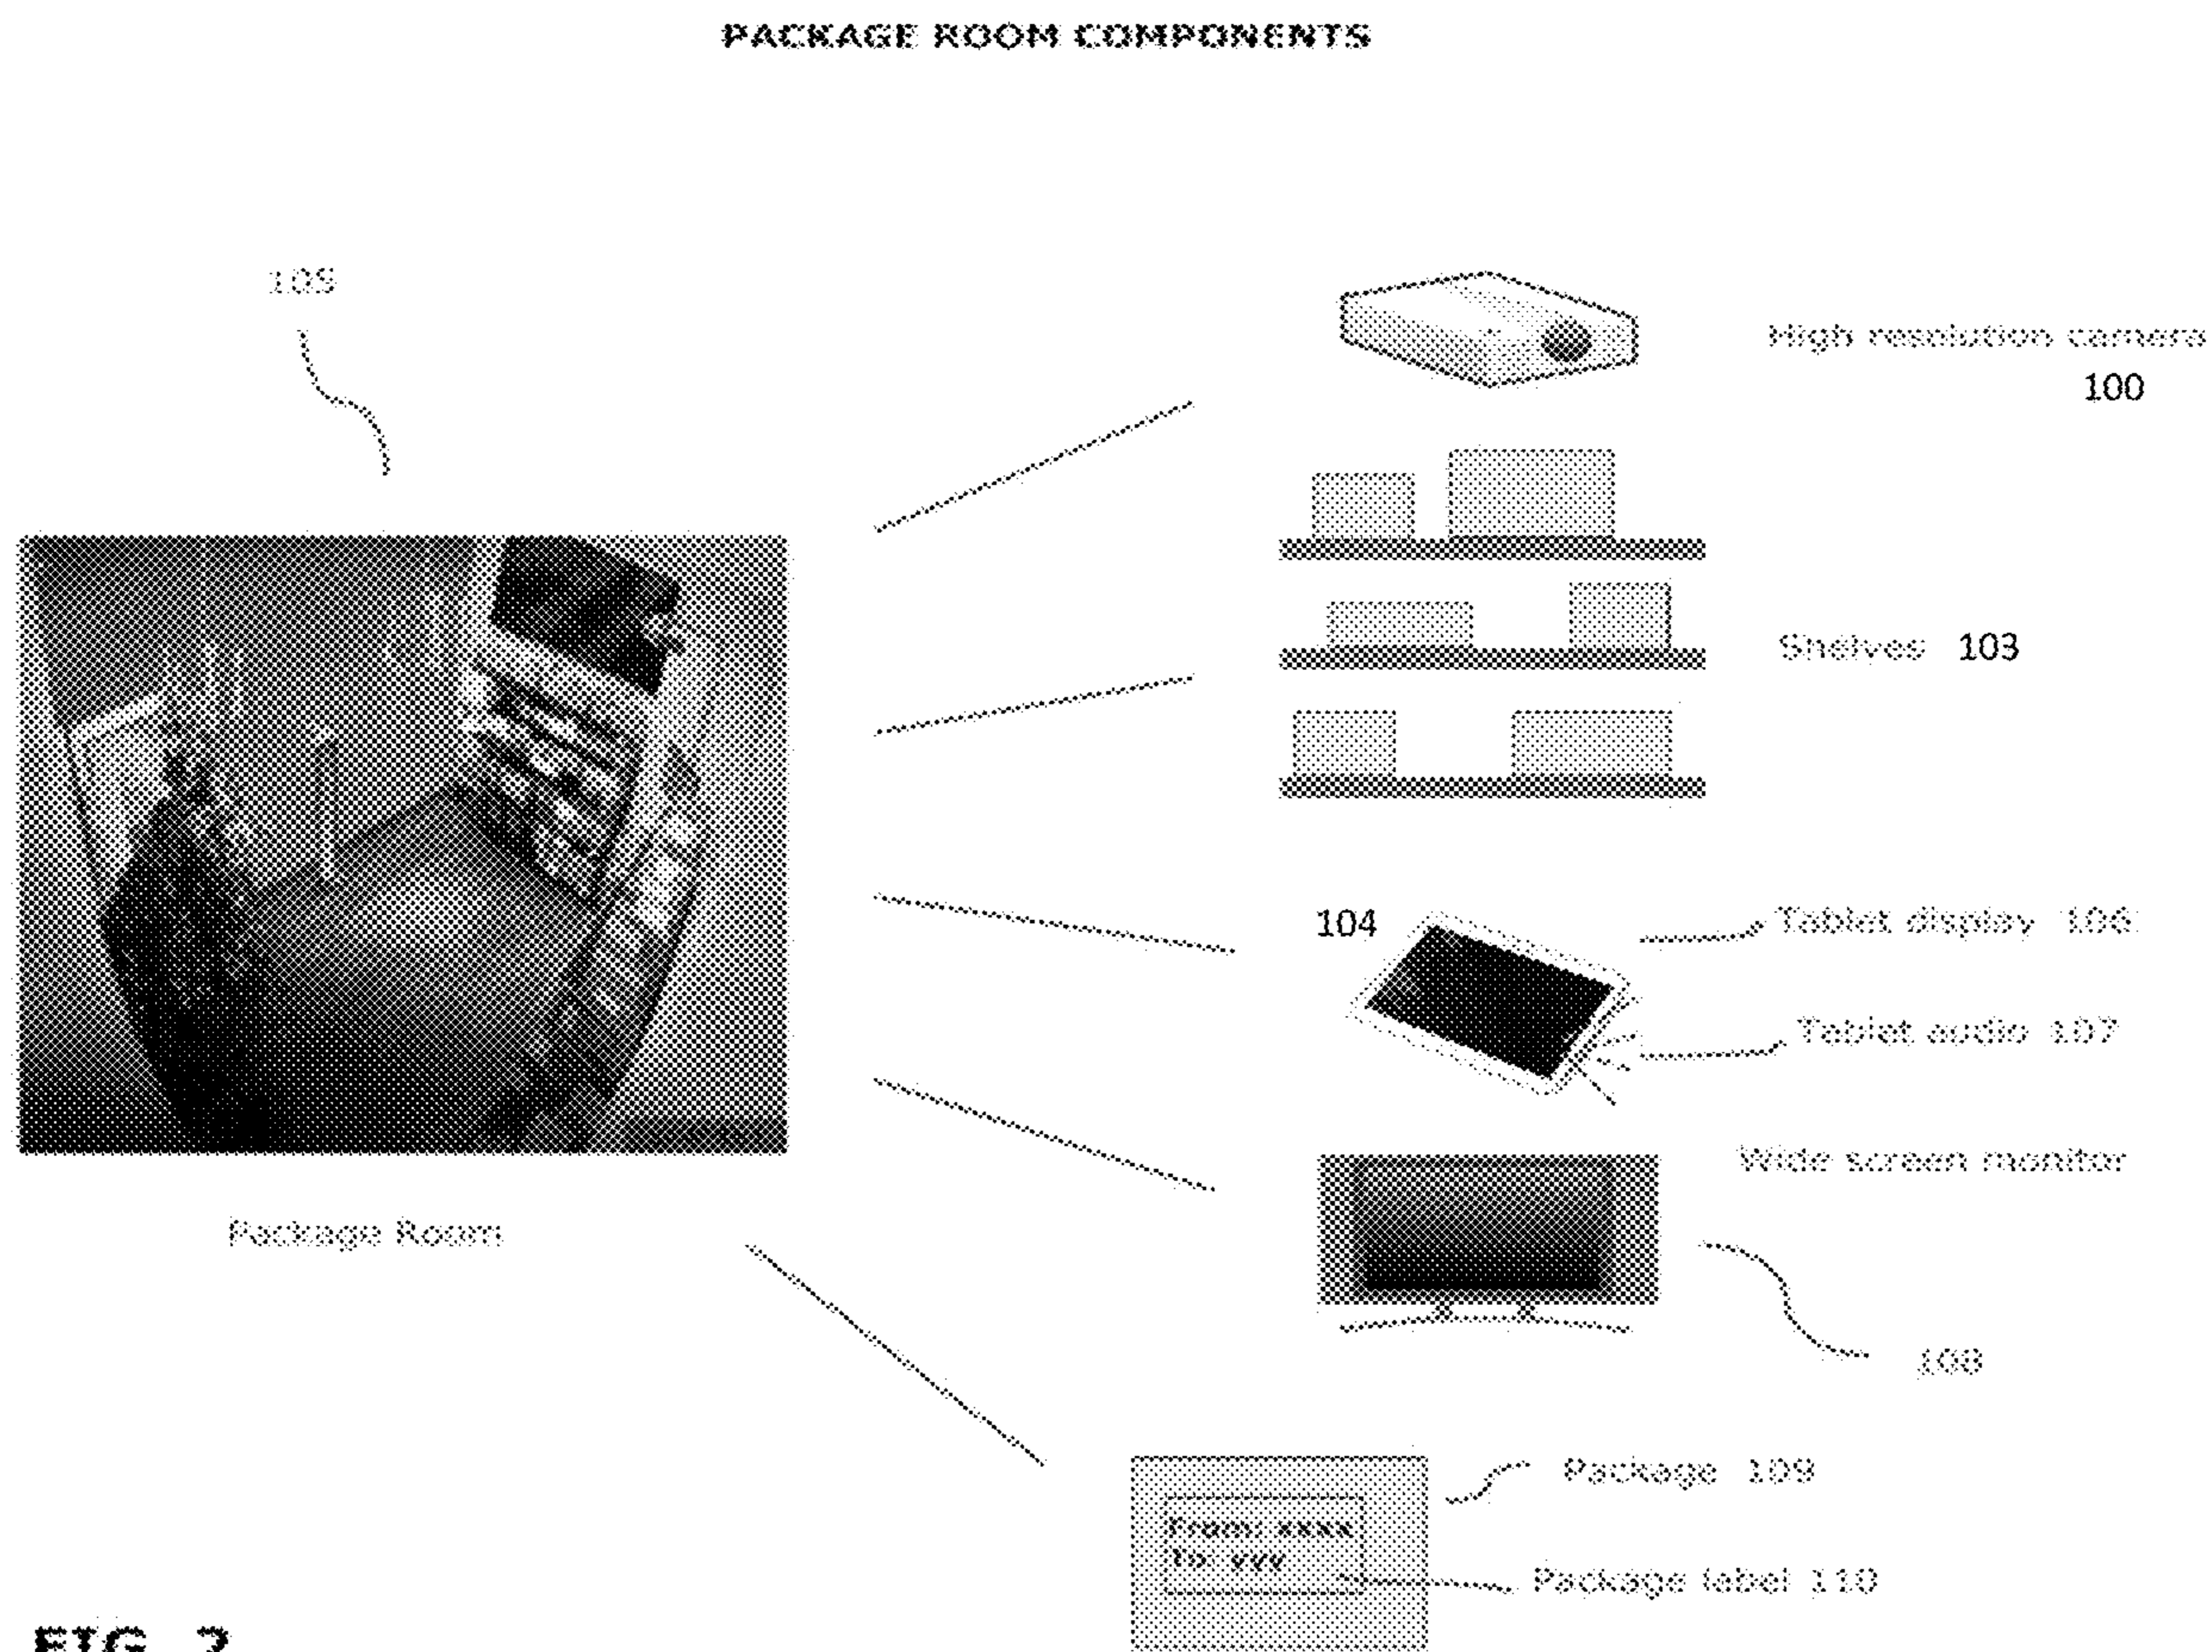 PACKAGE ROOM COMPONENTS
105
High resolution camera
100
Shelves 103
104
Tablet display 106
Tablet audio 107
Wide screen monitor
Package Room
108
Package 109
From: xxxx
To: yyy
Package label 110
FIG. 2